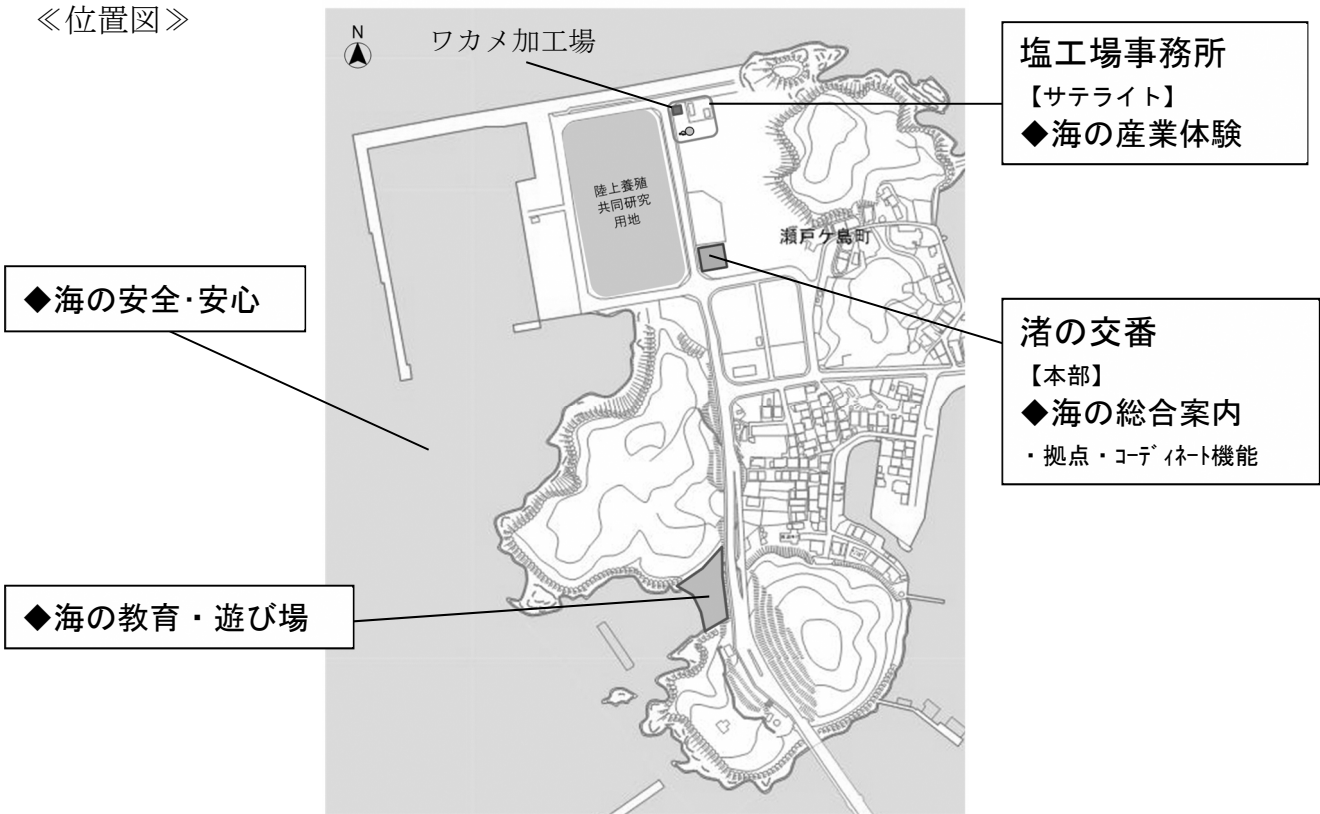 ≪位置図≫
N
ワカメ加工場
塩工場事務所
【サテライト】
◆海の産業体験
陸上養殖
共同研究
用地
瀬戸ケ島町
◆海の安全・安心
渚の交番
【本部】
◆海の総合案内
・拠点・ｺｰﾃﾞｨﾈｰﾄ機能
◆海の教育・遊び場